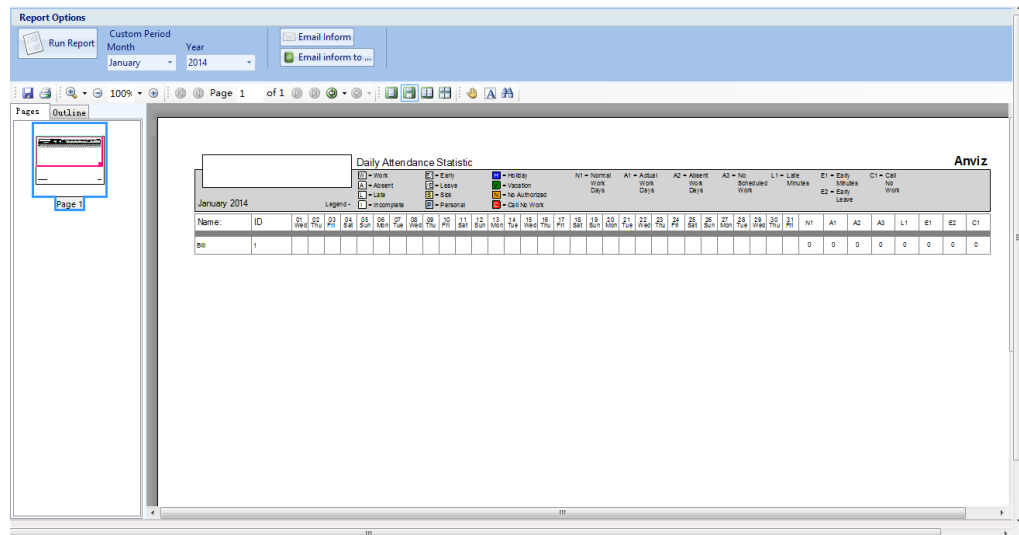 Report Options
Run Report
Custom Period
Month
Year
January
2014
Email Inform
Email inform to ...
100%
Page 1 of 1
Pages
Outline
Page 1
Daily Attendance Statistic
Anviz
W = Work
A = Absent
L = Late
I = Incomplete
E = Early
= Leave
S = Sick
P = Personal
H = Holiday
V = Vacation
N = No Authorized
C = Call No Work
N1 = Normal Work Days
A1 = Actual Work Days
A2 = Absent Work Days
A3 = No Scheduled Work
L1 = Late Minutes
E1 = Early Minutes
E2 = Early Leave
C1 = Call No Work
January 2014
Legend-
Name: ID 01 02 03 04 05 06 07 08 09 10 11 12 13 14 15 16 17 18 19 20 21 22 23 24 25 26 27 28 29 30 31 N1 A1 A2 A3 L1 E1 E2 C1
Wed Thu Fri Sat Sun Mon Tue Wed Thu Fri Sat Sun Mon Tue Wed Thu Fri Sat Sun Mon Tue Wed Thu Fri Sat Sun Mon Tue Wed Thu Fri
Bill 1 0 0 0 0 0 0 0 0